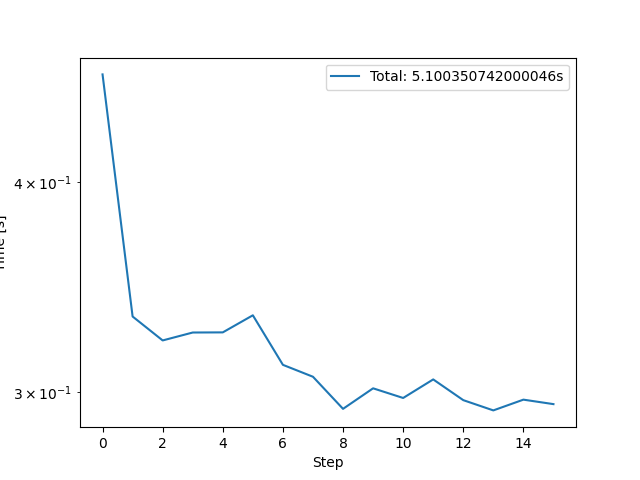 Total: 5.100350742000046s
4 × 10⁻¹
3 × 10⁻¹
[s]
0 2 4 6 8 10 12 14
Step